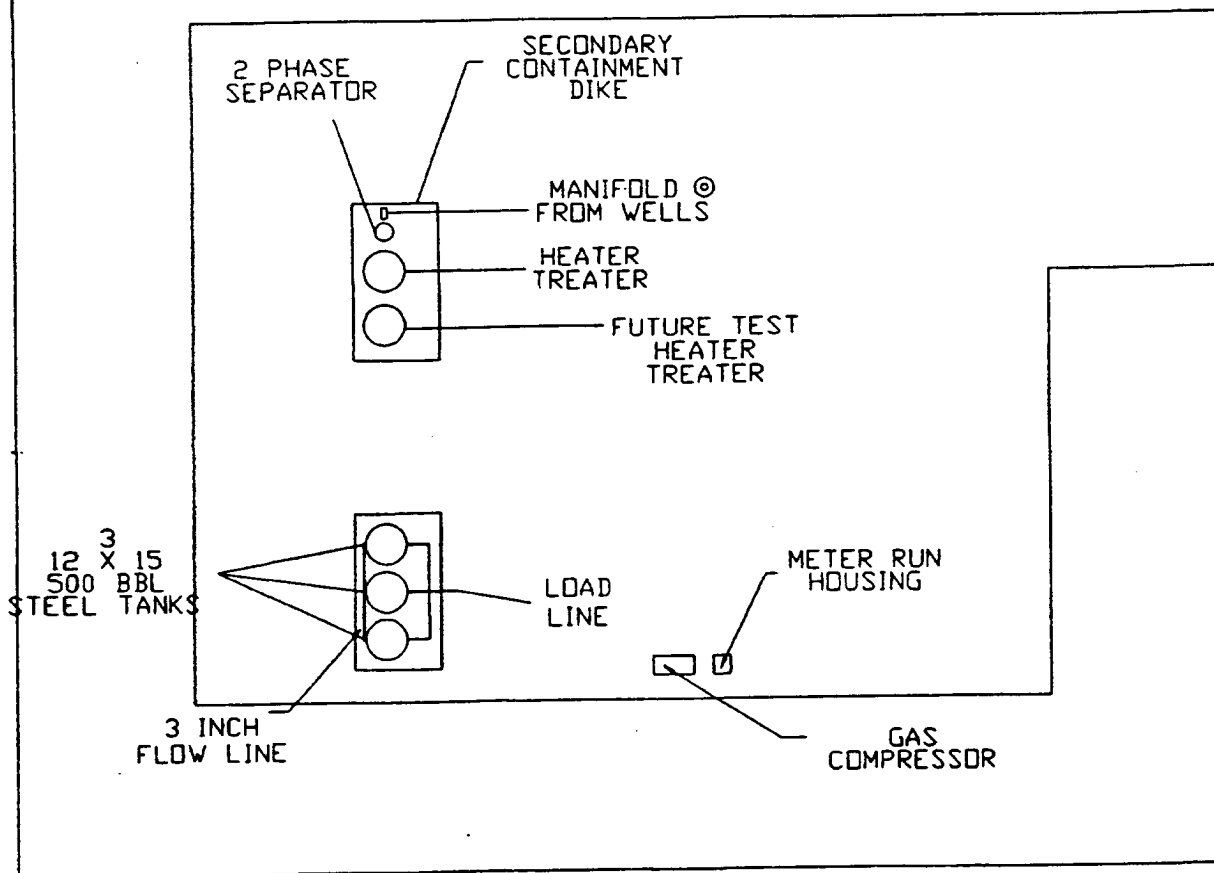 2 PHASE
SEPARATOR
SECONDARY
CONTAINMENT
DIKE
MANIFOLD ⊚
FROM WELLS
HEATER
TREATER
FUTURE TEST
HEATER
TREATER
3
12 X 15
500 BBL
STEEL TANKS
LOAD
LINE
METER RUN
HOUSING
3 INCH
FLOW LINE
GAS
COMPRESSOR